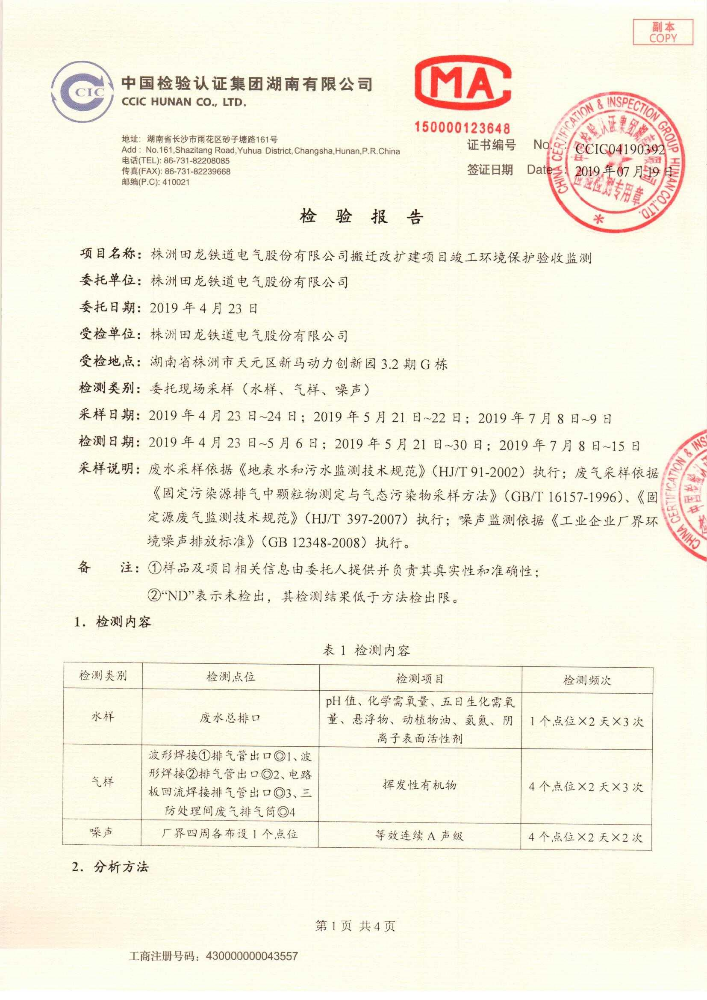 副本
COPY
MA
CCIC
中国检验认证集团湖南有限公司
CCIC HUNAN CO., LTD.
150000123648
地址：湖南省长沙市雨花区砂子塘路161号
Add : No.161,Shazitang Road,Yuhua District,Changsha,Hunan,P.R.China
电话(TEL): 86-731-82208085
传真(FAX): 86-731-82239668
邮编(P.C): 410021
证书编号 No. : CCIC04190392
签证日期 Date : 2019年07月19日
CHINA CERTIFICATION & INSPECTION GROUP HUNAN CO.,LTD.
中国检验认证集团湖南有限公司
检验检测专用章
检 验 报 告
项目名称：株洲田龙铁道电气股份有限公司搬迁改扩建项目竣工环境保护验收监测
委托单位：株洲田龙铁道电气股份有限公司
委托日期：2019 年 4 月 23 日
受检单位：株洲田龙铁道电气股份有限公司
受检地点：湖南省株洲市天元区新马动力创新园 3.2 期 G 栋
检测类别：委托现场采样（水样、气样、噪声）
采样日期：2019 年 4 月 23 日~24 日；2019 年 5 月 21 日~22 日；2019 年 7 月 8 日~9 日
检测日期：2019 年 4 月 23 日~5 月 6 日；2019 年 5 月 21 日~30 日；2019 年 7 月 8 日~15 日
采样说明：废水采样依据《地表水和污水监测技术规范》（HJ/T 91-2002）执行；废气采样依据
《固定污染源排气中颗粒物测定与气态污染物采样方法》（GB/T 16157-1996）、《固
定源废气监测技术规范》（HJ/T 397-2007）执行；噪声监测依据《工业企业厂界环
境噪声排放标准》（GB 12348-2008）执行。
备 注：①样品及项目相关信息由委托人提供并负责其真实性和准确性；
②“ND”表示未检出，其检测结果低于方法检出限。
CHINA CERTIFICATION & INS
中国检验认
1．检测内容
表 1 检测内容
检测类别 检测点位 检测项目 检测频次
水样 废水总排口 pH 值、化学需氧量、五日生化需氧
量、悬浮物、动植物油、氨氮、阴
离子表面活性剂 1 个点位×2 天×3 次
气样 波形焊接①排气管出口◎1、波
形焊接②排气管出口◎2、电路
板回流焊接排气管出口◎3、三
防处理间废气排气筒◎4 挥发性有机物 4 个点位×2 天×3 次
噪声 厂界四周各布设 1 个点位 等效连续 A 声级 4 个点位×2 天×2 次
2．分析方法
第 1 页 共 4 页
工商注册号码：430000000043557